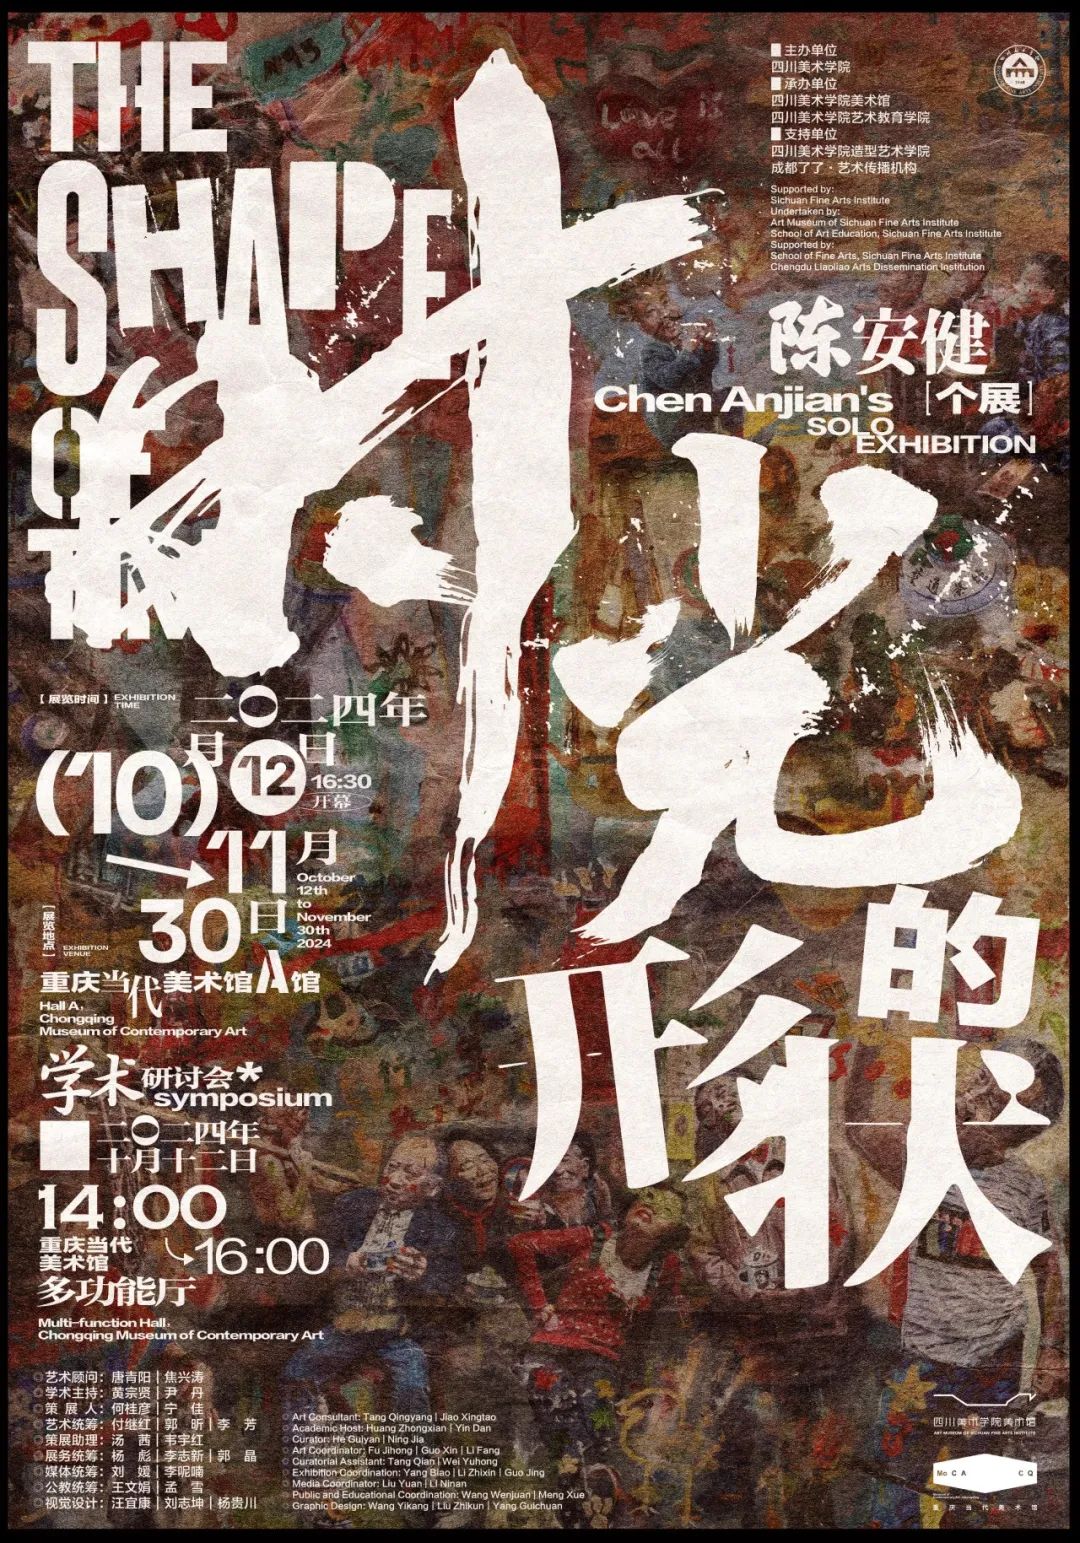 THE
SHAPE
OF
时光
的
形状
主办单位
四川美术学院
承办单位
四川美术学院美术馆
四川美术学院艺术教育学院
支持单位
四川美术学院造型艺术学院
成都了了·艺术传播机构
Supported by:
Sichuan Fine Arts Institute
Undertaken by:
Art Museum of Sichuan Fine Arts Institute
School of Art Education, Sichuan Fine Arts Institute
Supported by:
School of Fine Arts, Sichuan Fine Arts Institute
Chengdu Liaoliao Arts Dissemination Institution
陈安健
Chen Anjian's [个展]
SOLO
EXHIBITION
Love is
all
【展览时间】EXHIBITION
TIME
二〇二四年
(10)月12日
16:30
开幕
→11月
30日
October
12th
to
November
30th
2024
[展览地点]
EXHIBITION
VENUE
重庆当代美术馆A馆
Hall A,
Chongqing
Museum of Contemporary Art
学术研讨会*
symposium
二〇二四年
十月十二日
14:00
→16:00
重庆当代
美术馆
多功能厅
Multi-function Hall,
Chongqing Museum of Contemporary Art
艺术顾问：唐青阳|焦兴涛
学术主持：黄宗贤|尹 丹
策 展 人：何桂彦|宁 佳
艺术统筹：付继红|郭 昕|李 芳
策展助理：汤 茜|韦宇红
展务统筹：杨 彪|李志新|郭 晶
媒体统筹：刘 媛|李呢喃
公教统筹：王文娟|孟 雪
视觉设计：汪宜康|刘志坤|杨贵川
Art Consultant: Tang Qingyang | Jiao Xingtao
Academic Host: Huang Zhongxian | Yin Dan
Curator: He Guiyan | Ning Jia
Art Coordinator: Fu Jihong | Guo Xin | Li Fang
Curatorial Assistant: Tang Qian | Wei Yuhong
Exhibition Coordination: Yang Biao | Li Zhixin | Guo Jing
Media Coordinator: Liu Yuan | Li Ninan
Public and Educational Coordination: Wang Wenjuan | Meng Xue
Graphic Design: Wang Yikang | Liu Zhikun | Yang Guichuan
四川美术学院美术馆
ART MUSEUM OF SICHUAN FINE ARTS INSTITUTE
MoCA CQ
重庆当代美术馆